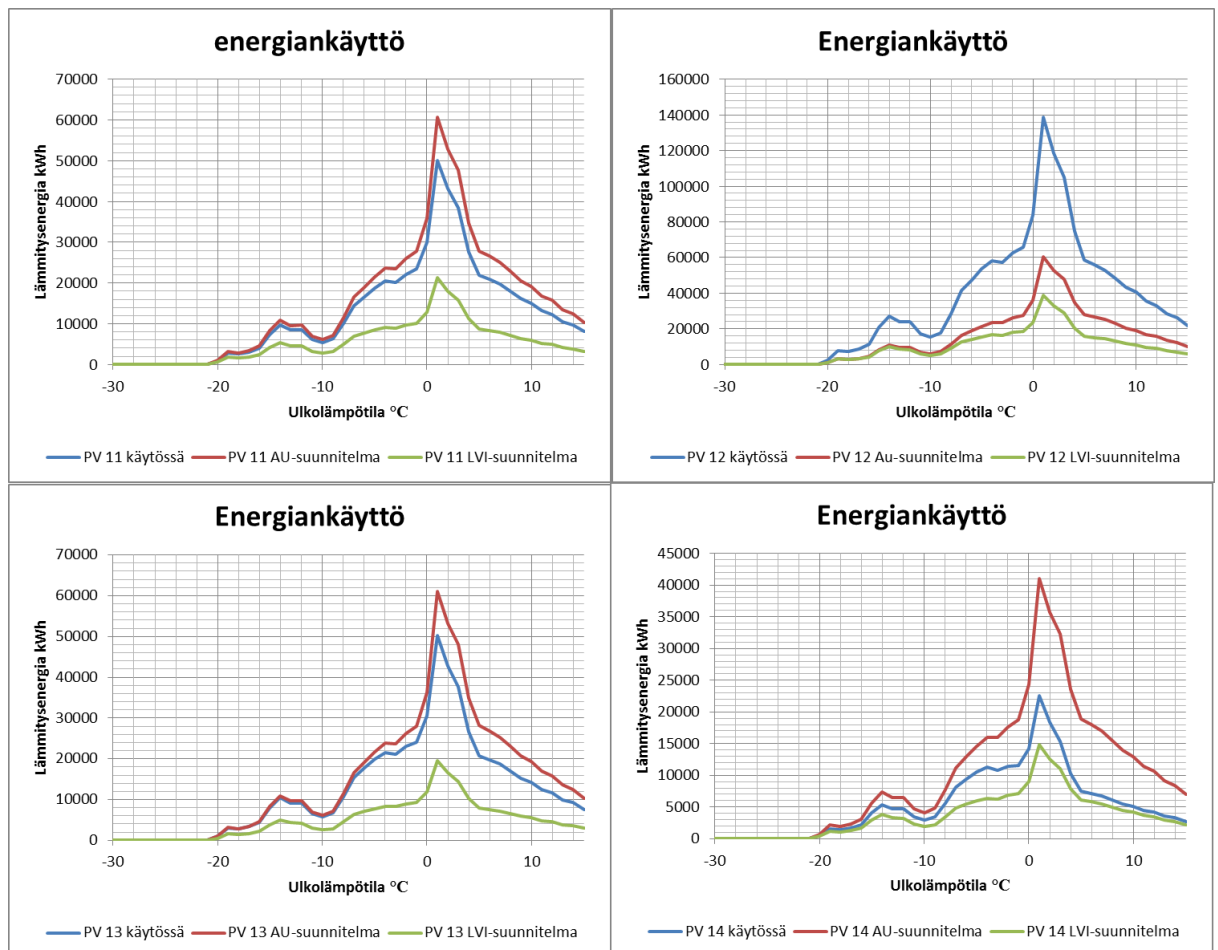 energiankäyttö
70000
60000
50000
40000
30000
20000
10000
0
Lämmitysenergia kWh
-30 -20 -10 0 10
Ulkolämpötila °C
PV 11 käytössä PV 11 AU-suunnitelma PV 11 LVI-suunnitelma
Energiankäyttö
160000
140000
120000
100000
80000
60000
40000
20000
0
Lämmitysenergia kWh
-30 -20 -10 0 10
Ulkolämpötila °C
PV 12 käytössä PV 12 Au-suunnitelma PV 12 LVI-suunnitelma
Energiankäyttö
70000
60000
50000
40000
30000
20000
10000
0
Lämmitysenergia kWh
-30 -20 -10 0 10
Ulkolämpötila °C
PV 13 käytössä PV 13 AU-suunnitelma PV 13 LVI-suunnitelma
Energiankäyttö
45000
40000
35000
30000
25000
20000
15000
10000
5000
0
Lämmitysenergia kWh
-30 -20 -10 0 10
Ulkolämpötila °C
PV 14 käytössä PV 14 AU-suunnitelma PV 14 LVI-suunnitelma